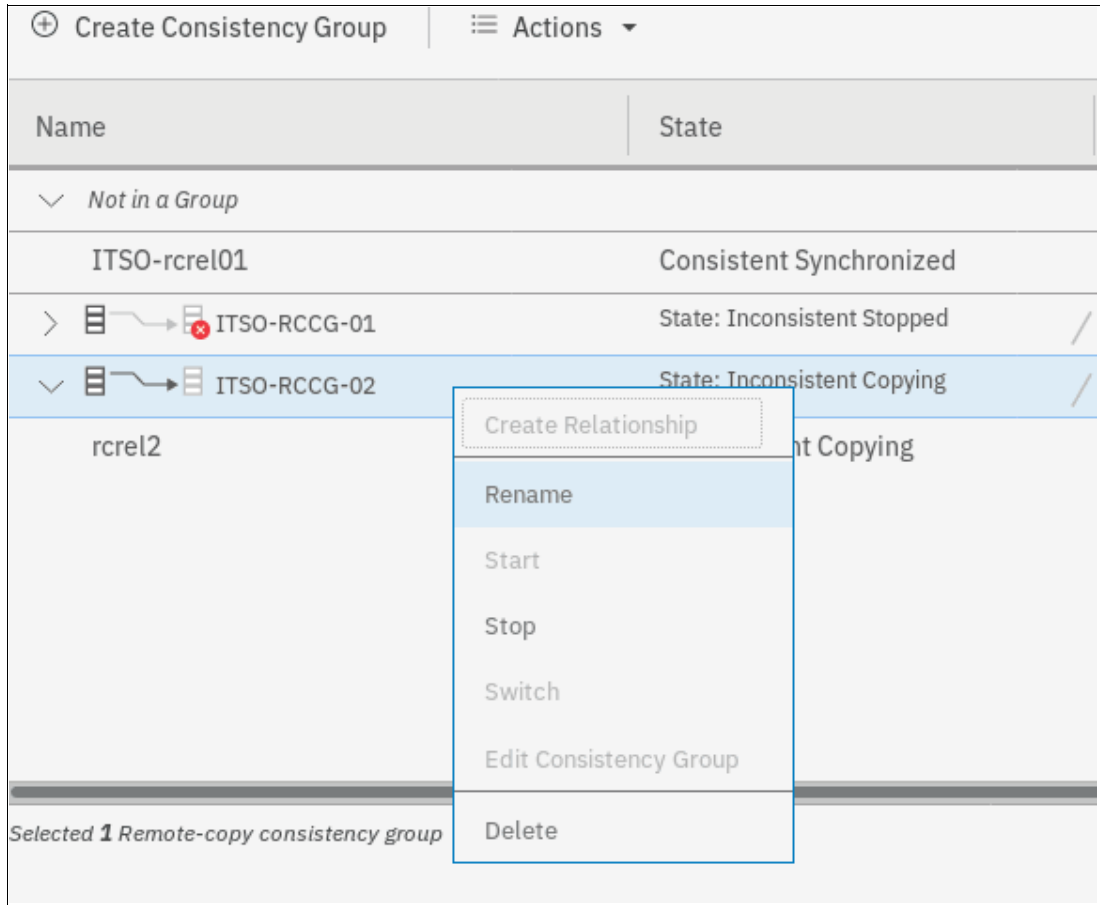 Create Consistency Group
Actions
Name
State
Not in a Group
ITSO-rcrel01
Consistent Synchronized
ITSO-RCCG-01
State: Inconsistent Stopped
ITSO-RCCG-02
State: Inconsistent Copying
Create Relationship
rcrel2
nt Copying
Rename
Start
Stop
Switch
Edit Consistency Group
Selected 1 Remote-copy consistency group
Delete